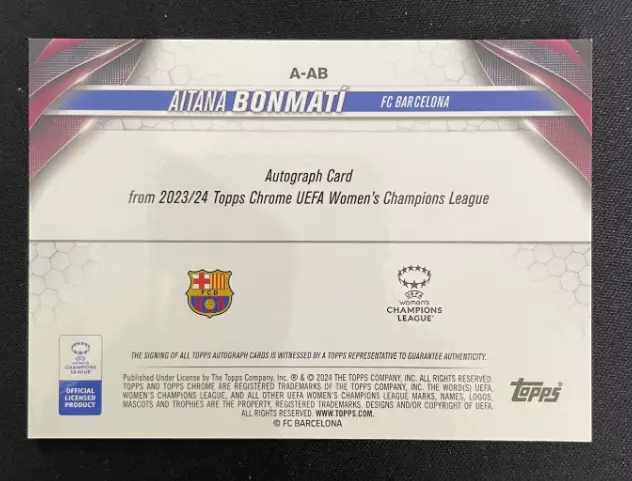 A-AB
AITANA BONMATÍ FC BARCELONA
Autograph Card
from 2023/24 Topps Chrome UEFA Women's Champions League
FCB
women's
CHAMPIONS
LEAGUE
THE SIGNING OF ALL TOPPS AUTOGRAPH CARDS IS WITNESSED BY A TOPPS REPRESENTATIVE TO GUARANTEE AUTHENTICITY.
women's
CHAMPIONS
LEAGUE
OFFICIAL
LICENSED
PRODUCT
Published Under License by The Topps Company, Inc. ® & © 2024 THE TOPPS COMPANY, INC. ALL RIGHTS RESERVED.
TOPPS AND TOPPS CHROME ARE REGISTERED TRADEMARKS OF THE TOPPS COMPANY, INC. THE WORD(S) UEFA,
WOMEN'S CHAMPIONS LEAGUE, AND ALL OTHER UEFA WOMEN'S CHAMPIONS LEAGUE MARKS, NAMES, LOGOS,
MASCOTS AND TROPHIES ARE THE PROPERTY, REGISTERED TRADEMARKS, DESIGNS AND/OR COPYRIGHT OF UEFA.
ALL RIGHTS RESERVED. WWW.TOPPS.COM.
© FC BARCELONA
topps